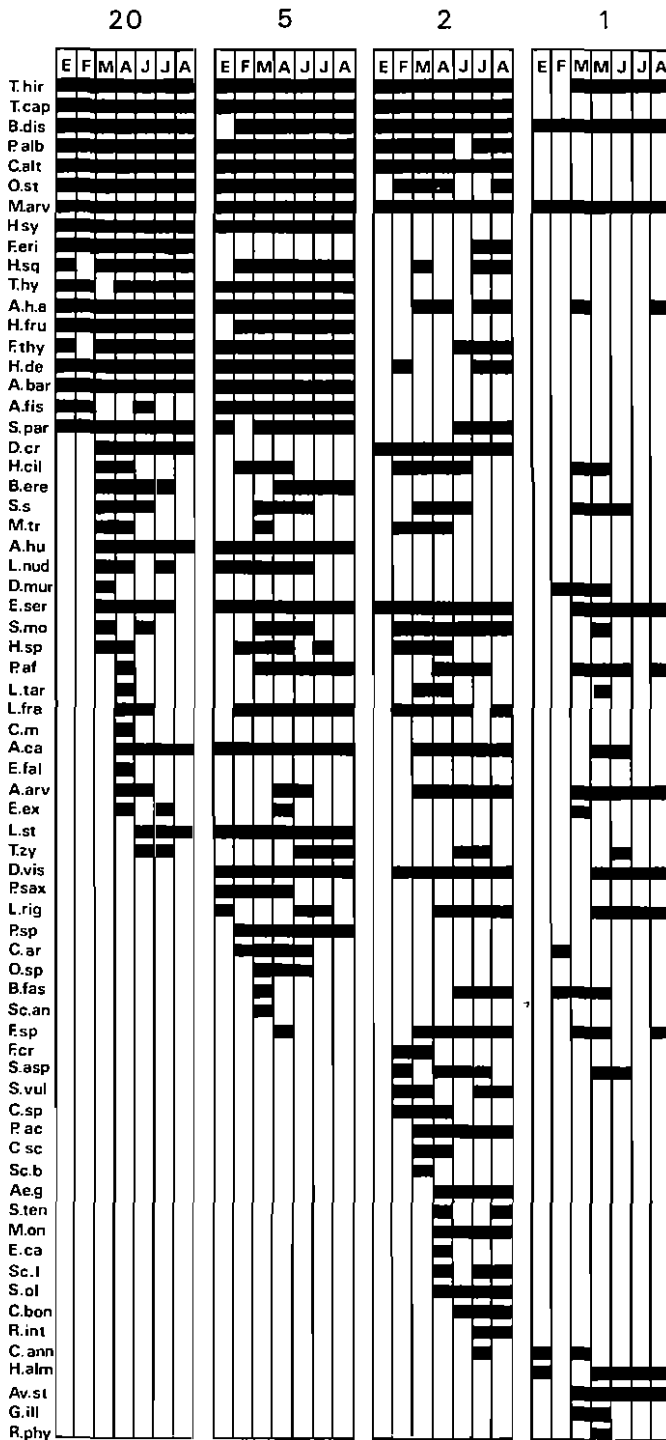 20 5 2 1
E F M A J J A E F M A J J A E F M A J J A E F M M J J A
T.hir
T.cap
B.dis
P.alb
C.alt
O.st
M.arv
H.sy
F.eri
H.sq
T.hy
A.h.a
H.fru
F.thy
H.de
A.bar
A.fis
S.par
D.cr
H.cil
B.ere
S.s
M.tr
A.hu
L.nud
D.mur
E.ser
S.mo
H.sp
P.af
L.tar
L.fra
C.m
A.ca
E.fal
A.arv
E.ex
L.st
T.zy
D.vis
P.sax
L.rig
P.sp
C.ar
O.sp
B.fas
Sc.an
F.sp
F.cr
S.asp
S.vul
C.sp
P.ac
C sc
Sc.b
Ae.g
S.ten
M.on
E.ca
Sc.l
S.ol
C.bon
R.int
C.ann
H.alm
Av.st
G.ill
R.phy